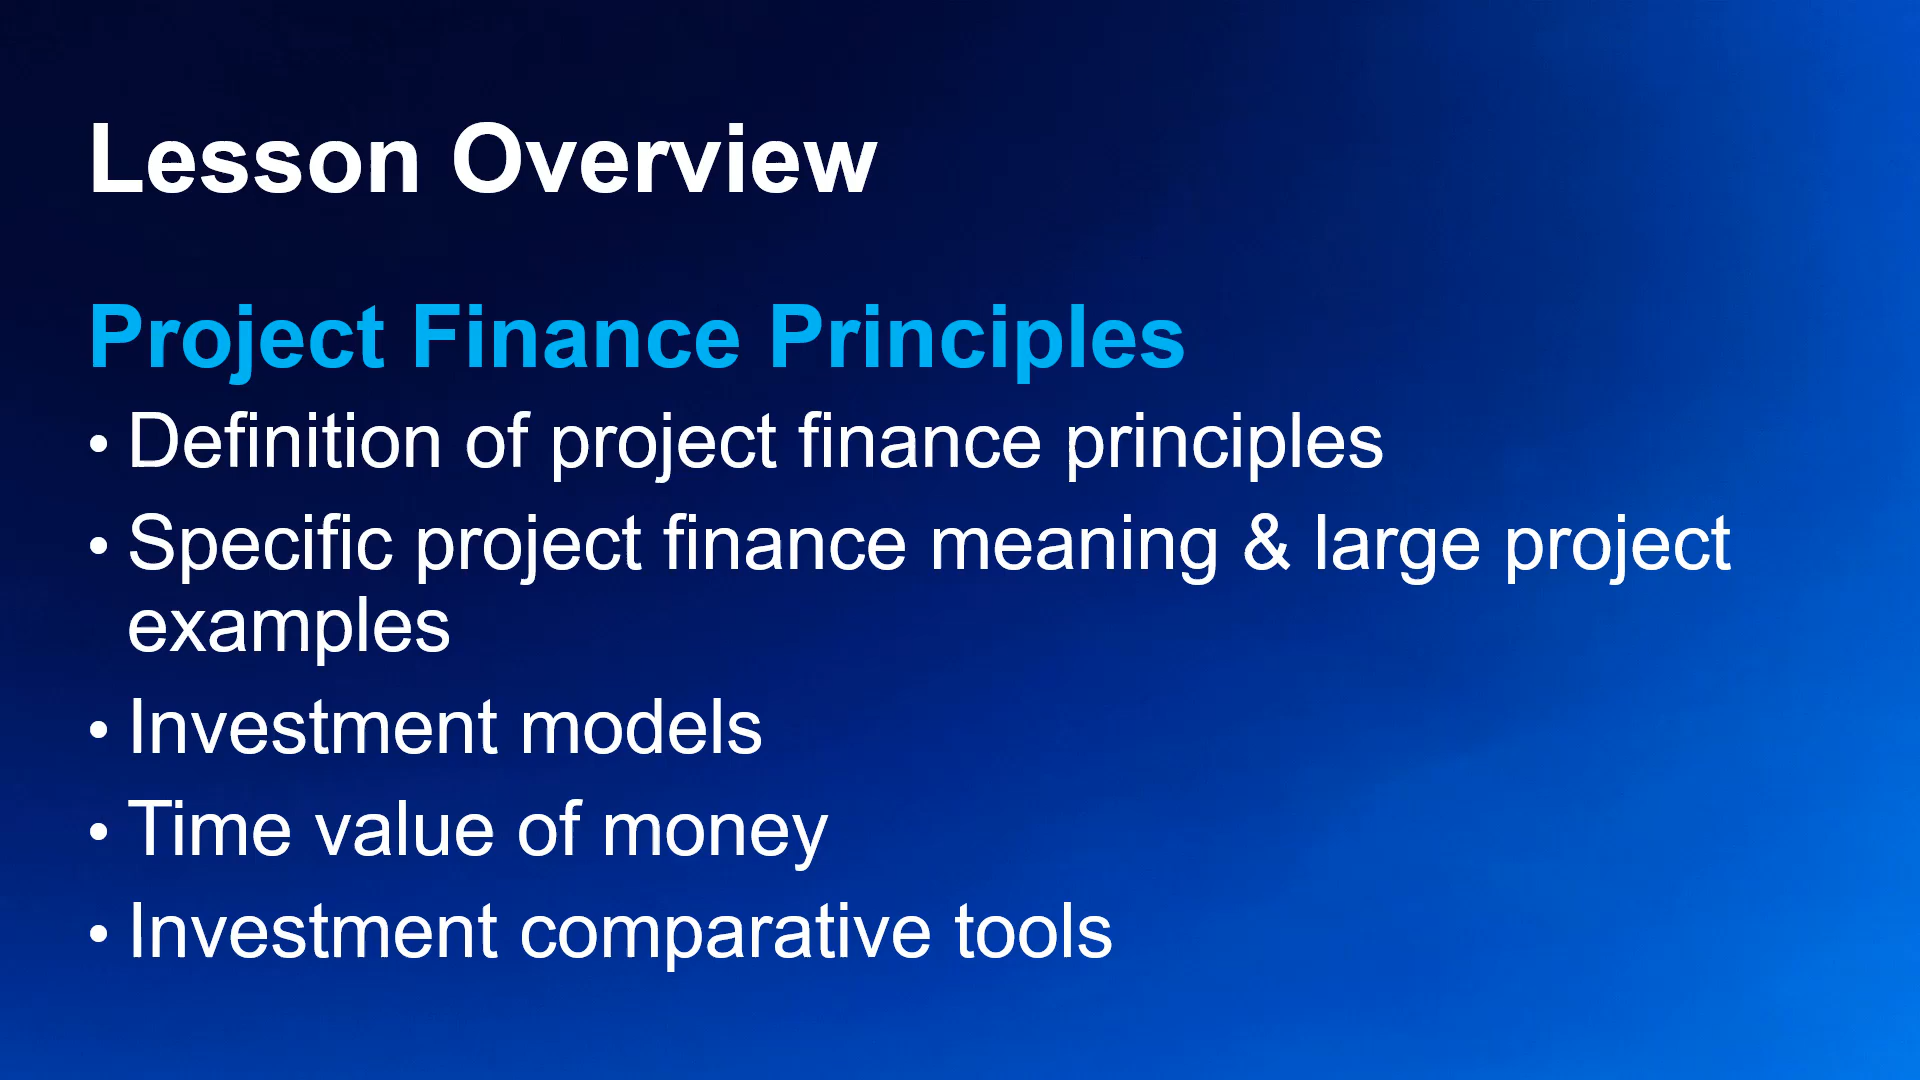 Lesson Overview
Project Finance Principles
• Definition of project finance principles
• Specific project finance meaning & large project
examples
• Investment models
• Time value of money
• Investment comparative tools